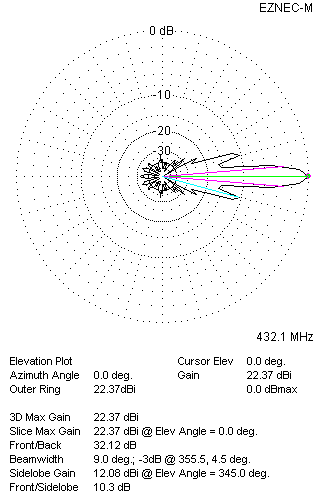 EZNEC-M
0 dB
-10
-20
-30
432.1 MHz
Elevation Plot Cursor Elev 0.0 deg.
Azimuth Angle 0.0 deg. Gain 22.37 dBi
Outer Ring 22.37dBi 0.0 dBmax
3D Max Gain 22.37 dBi
Slice Max Gain 22.37 dBi @ Elev Angle = 0.0 deg.
Front/Back 32.12 dB
Beamwidth 9.0 deg.; -3dB @ 355.5, 4.5 deg.
Sidelobe Gain 12.08 dBi @ Elev Angle = 345.0 deg.
Front/Sidelobe 10.3 dB